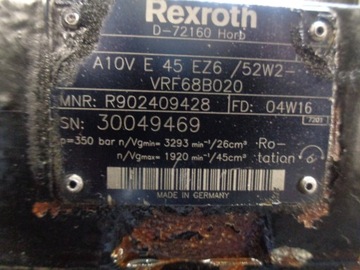 Rexroth
D-72160 Horb
A10V E 45 EZ6 /52W2-
VRF68B020
MNR: R902409428 FD: 04W16
SN: 30049469 7201
p=350 bar n/Vgmin= 3293 min-¹/26cm³ Ro-
n/Vgmax= 1920 min-¹/45cm³ tation
MADE IN GERMANY